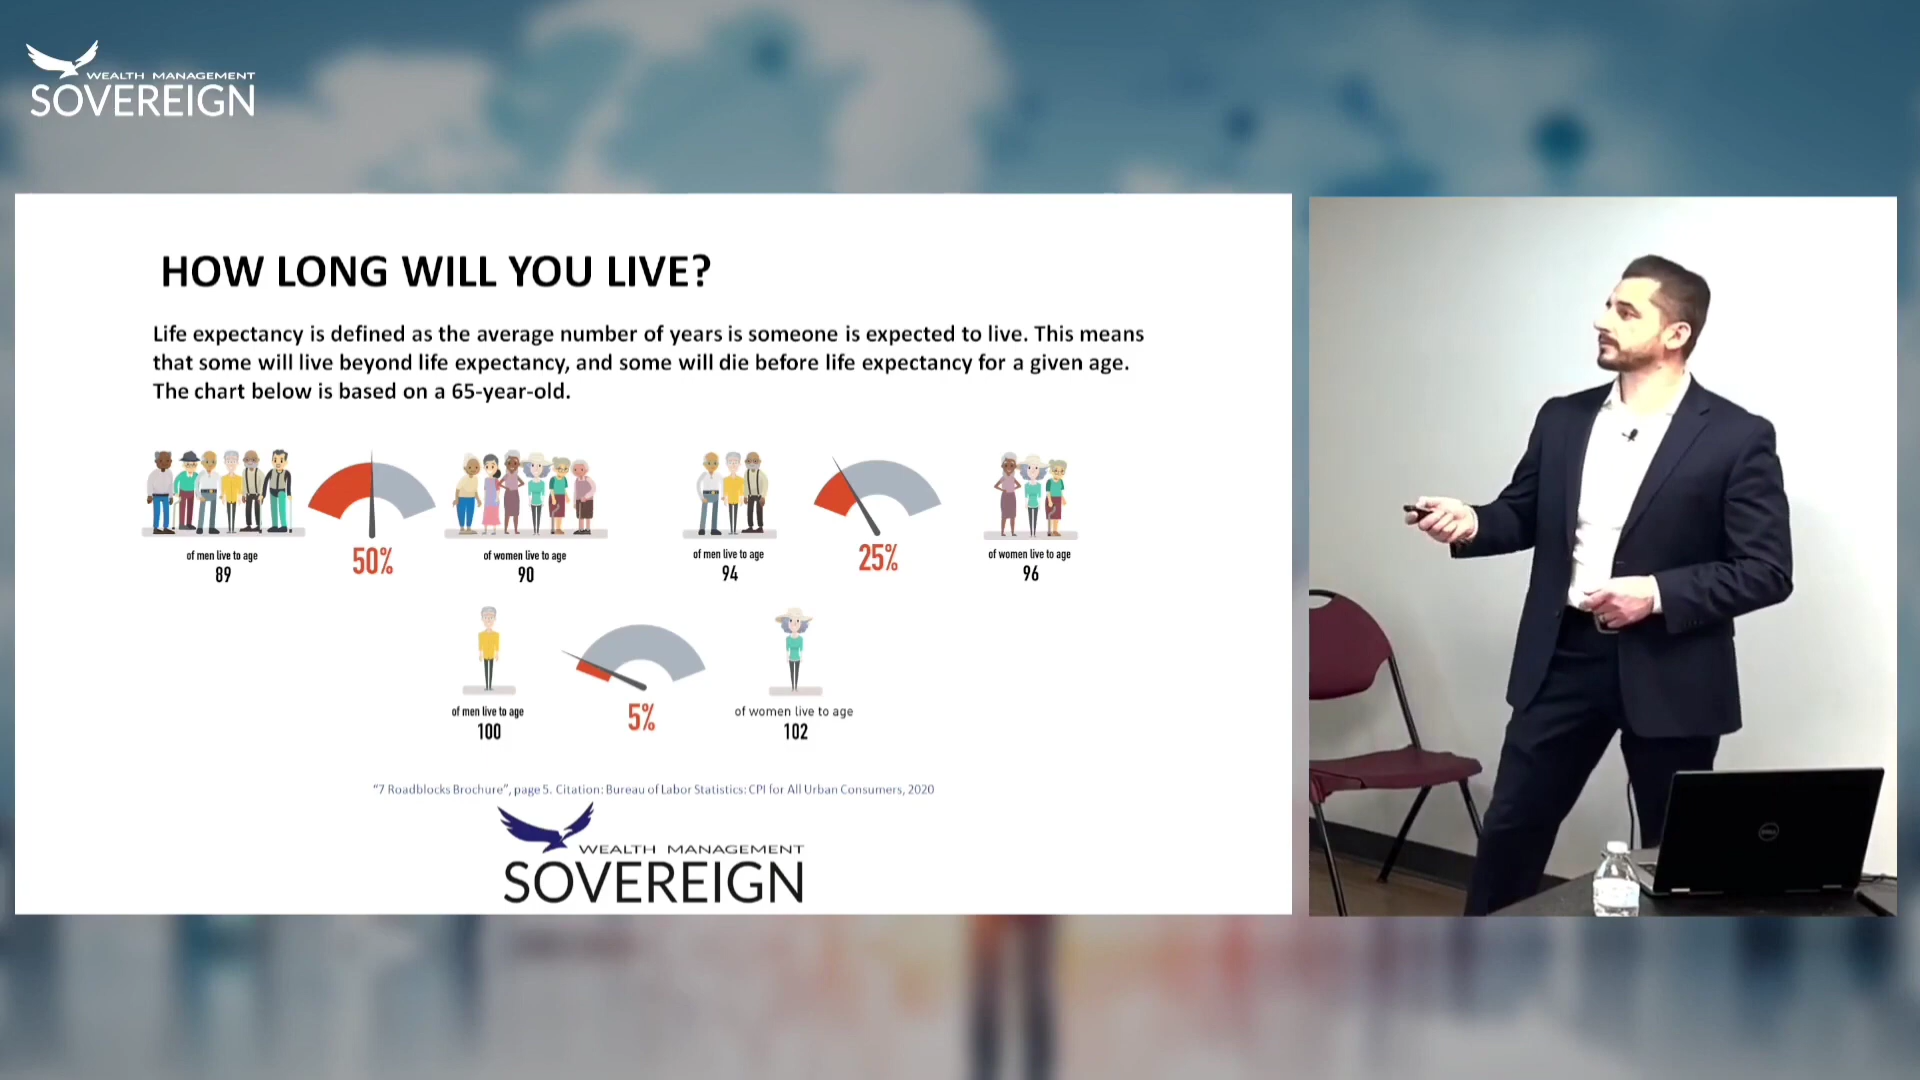 WEALTH MANAGEMENT
SOVEREIGN
HOW LONG WILL YOU LIVE?
Life expectancy is defined as the average number of years is someone is expected to live. This means
that some will live beyond life expectancy, and some will die before life expectancy for a given age.
The chart below is based on a 65-year-old.
of men live to age
89
50%
of women live to age
90
of men live to age
94
25%
of women live to age
96
of men live to age
100
5%
of women live to age
102
"7 Roadblocks Brochure", page 5. Citation: Bureau of Labor Statistics: CPI for All Urban Consumers, 2020
WEALTH MANAGEMENT
SOVEREIGN
DELL